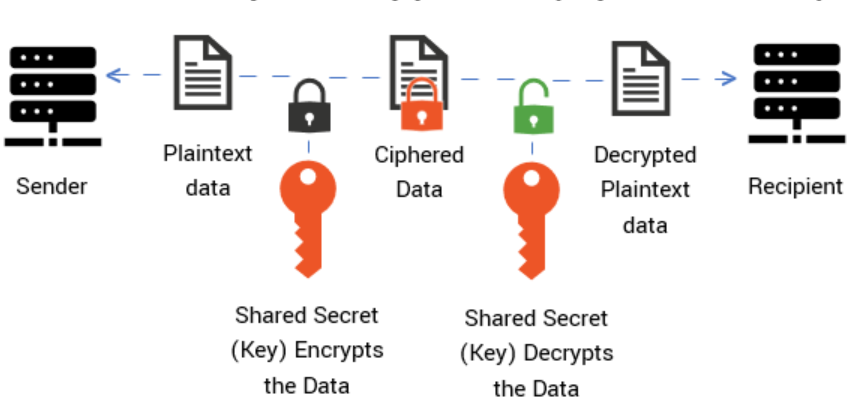 Sender
Plaintext
data
Ciphered
Data
Decrypted
Plaintext
data
Recipient
Shared Secret
(Key) Encrypts
the Data
Shared Secret
(Key) Decrypts
the Data